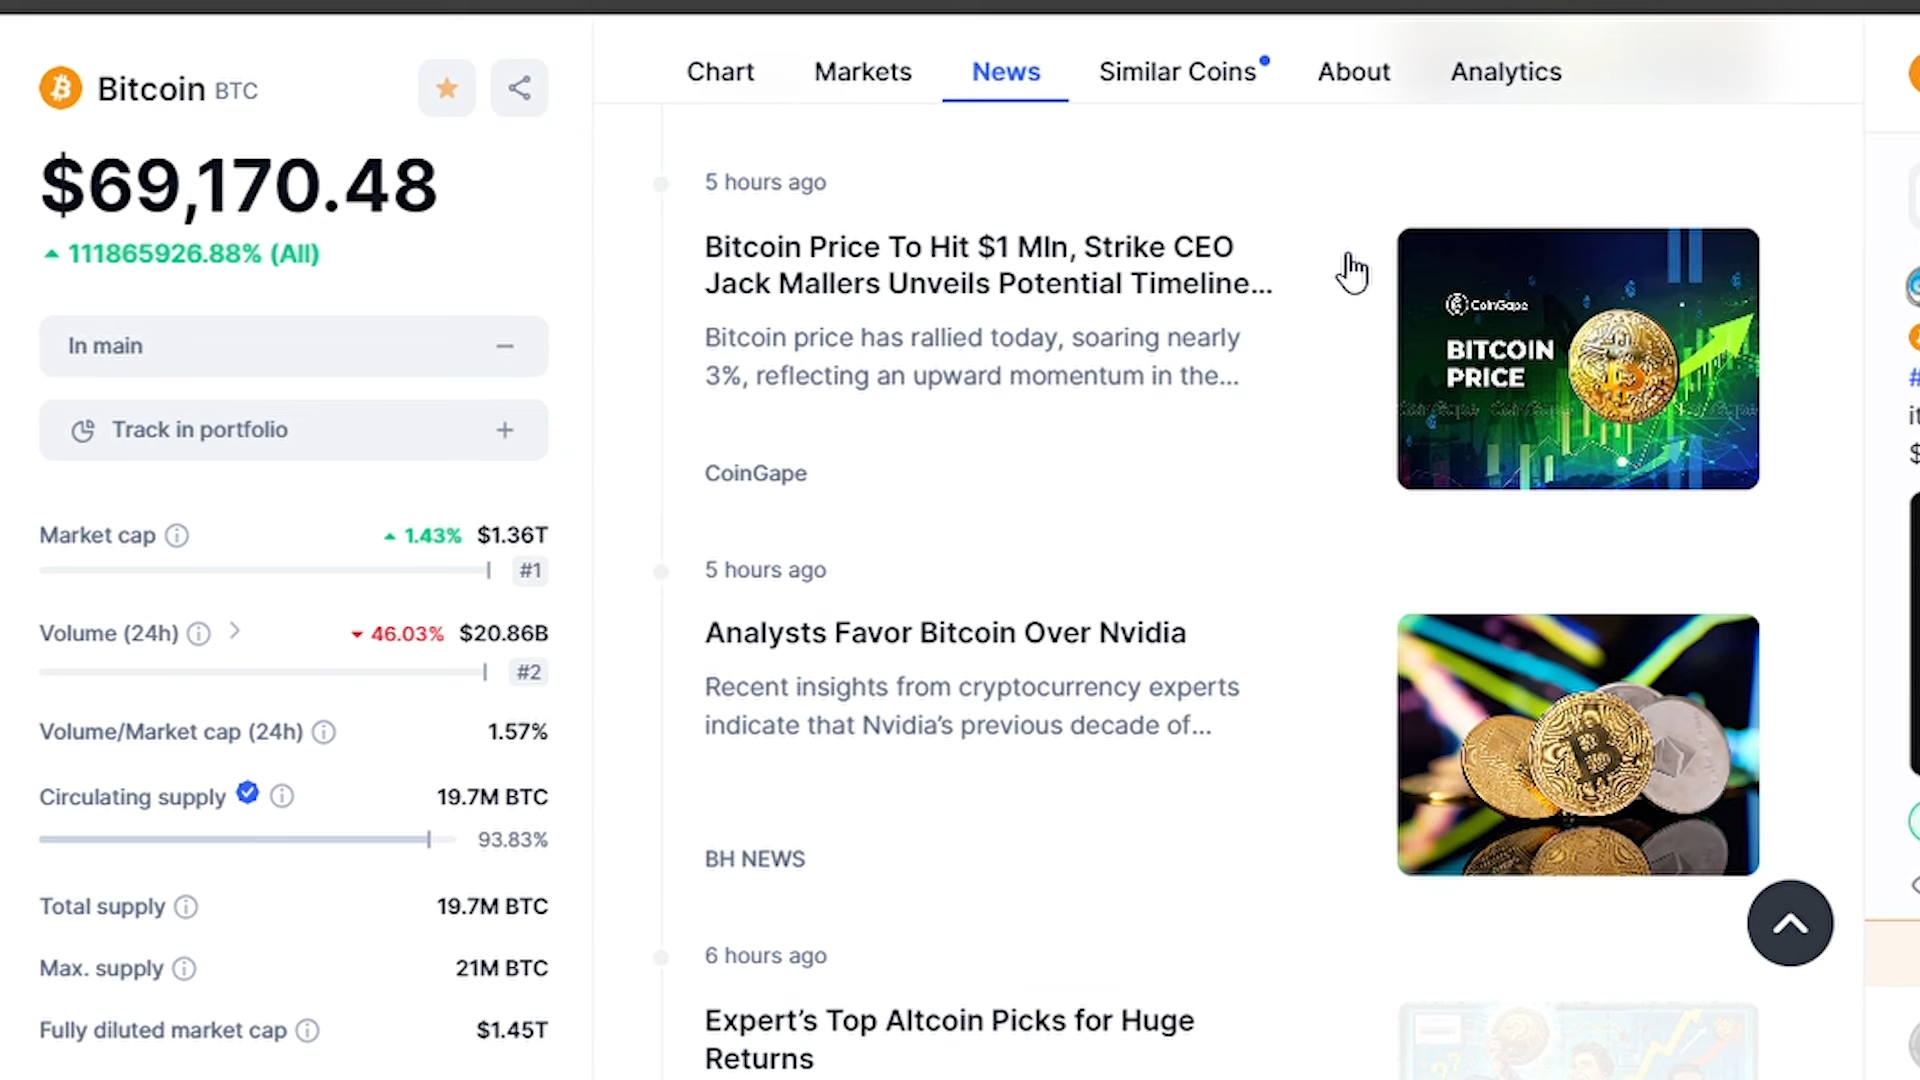 Bitcoin BTC
$69,170.48
111865926.88% (All)
In main
Track in portfolio
Market cap 1.43% $1.36T
#1
Volume (24h) 46.03% $20.86B
#2
Volume/Market cap (24h) 1.57%
Circulating supply 19.7M BTC
93.83%
Total supply 19.7M BTC
Max. supply 21M BTC
Fully diluted market cap $1.45T
Chart Markets News Similar Coins About Analytics
5 hours ago
Bitcoin Price To Hit $1 Mln, Strike CEO
Jack Mallers Unveils Potential Timeline...
Bitcoin price has rallied today, soaring nearly
3%, reflecting an upward momentum in the...
CoinGape
CoinGape
BITCOIN
PRICE
5 hours ago
Analysts Favor Bitcoin Over Nvidia
Recent insights from cryptocurrency experts
indicate that Nvidia’s previous decade of...
BH NEWS
6 hours ago
Expert’s Top Altcoin Picks for Huge
Returns
#
it
$